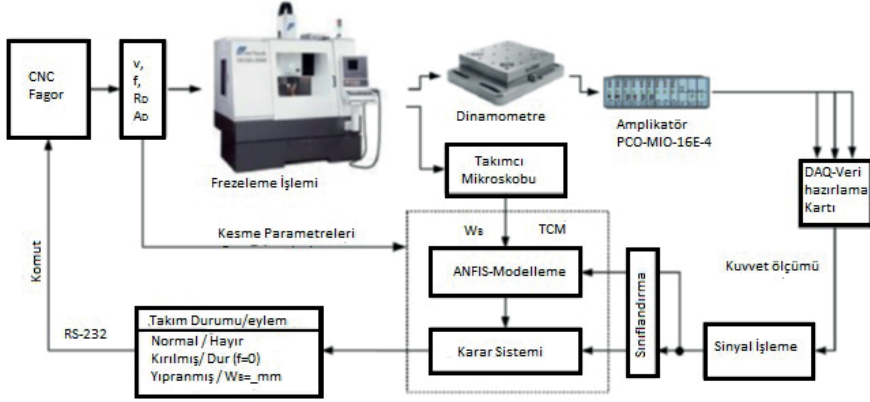 CNC
Fagor
v,
f,
RD
AD
Frezeleme İşlemi
Dinamometre
Amplikatör
PCO-MIO-16E-4
Takımcı
Mikroskobu
DAQ-Veri
hazırlama
Kartı
Kesme Parametreleri
WB
TCM
ANFIS-Modelleme
Karar Sistemi
Sınıflandırma
Kuvvet ölçümü
Sinyal İşleme
Komut
RS-232
Takım Durumu/eylem
Normal / Hayır
Kırılmış/ Dur (f=0)
Yıpranmış / WB=_mm